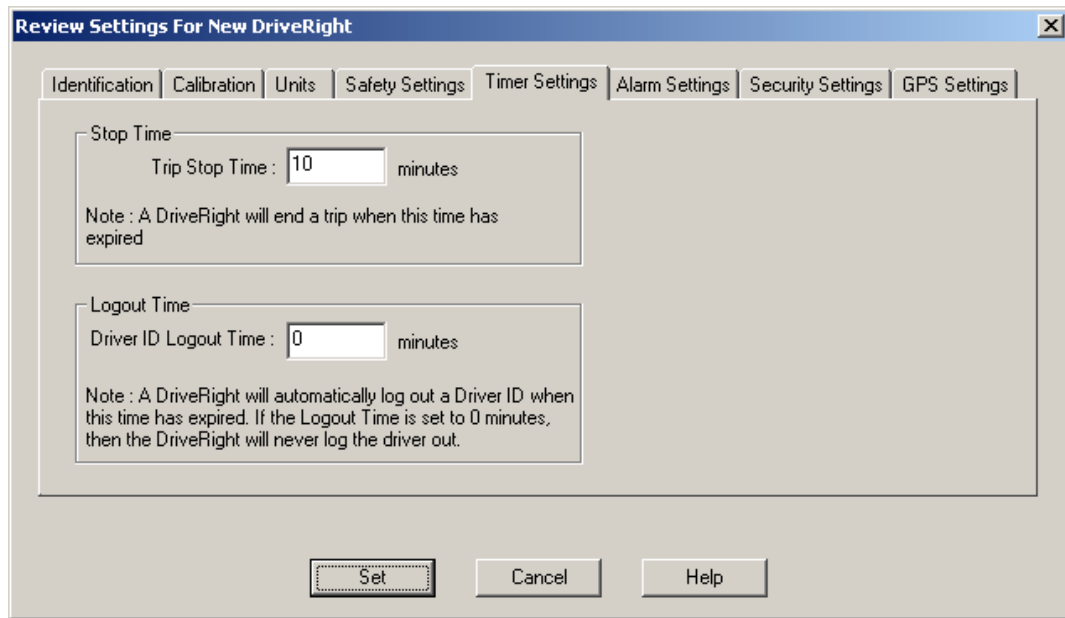 Review Settings For New DriveRight
Identification Calibration Units Safety Settings Timer Settings Alarm Settings Security Settings GPS Settings
Stop Time
Trip Stop Time : 10 minutes
Note : A DriveRight will end a trip when this time has
expired
Logout Time
Driver ID Logout Time : 0 minutes
Note : A DriveRight will automatically log out a Driver ID when
this time has expired. If the Logout Time is set to 0 minutes,
then the DriveRight will never log the driver out.
Set Cancel Help